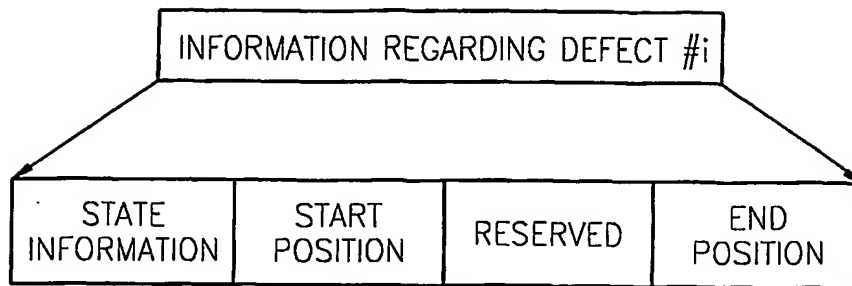 INFORMATION REGARDING DEFECT #i
STATE
INFORMATION
START
POSITION
RESERVED
END
POSITION